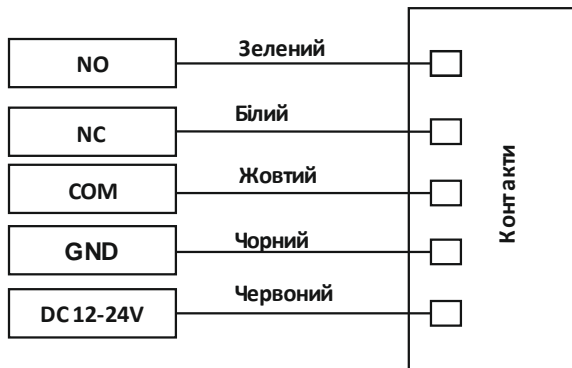 NO
Зелений
NC
Білий
COM
Жовтий
GND
Чорний
DC 12-24V
Червоний
Контакти